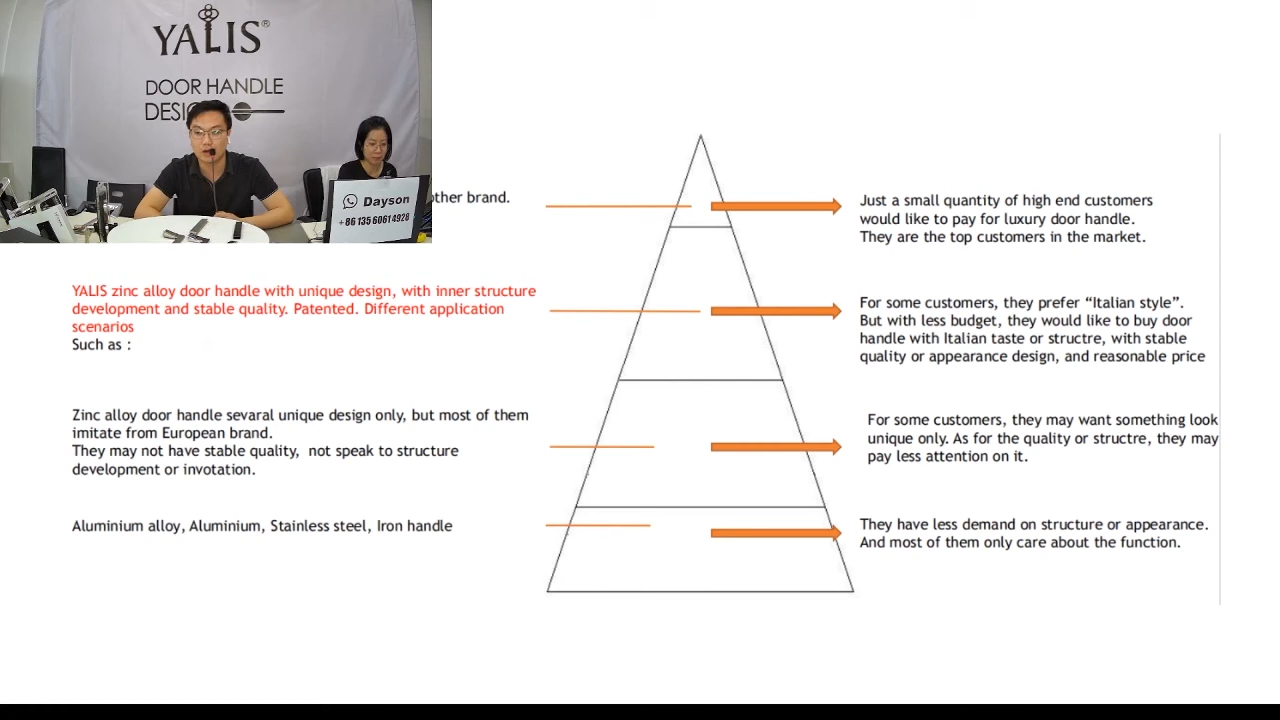 YALIS®
DOOR HANDLE
DESIG
Dayson
+86 13560614928
other brand.
Just a small quantity of high end customers
would like to pay for luxury door handle.
They are the top customers in the market.
YALIS zinc alloy door handle with unique design, with inner structure
development and stable quality. Patented. Different application
scenarios
Such as :
For some customers, they prefer “Italian style”.
But with less budget, they would like to buy door
handle with Italian taste or structre, with stable
quality or appearance design, and reasonable price
Zinc alloy door handle sevaral unique design only, but most of them
imitate from European brand.
They may not have stable quality, not speak to structure
development or invotation.
For some customers, they may want something look
unique only. As for the quality or structre, they may
pay less attention on it.
Aluminium alloy, Aluminium, Stainless steel, Iron handle
They have less demand on structure or appearance.
And most of them only care about the function.